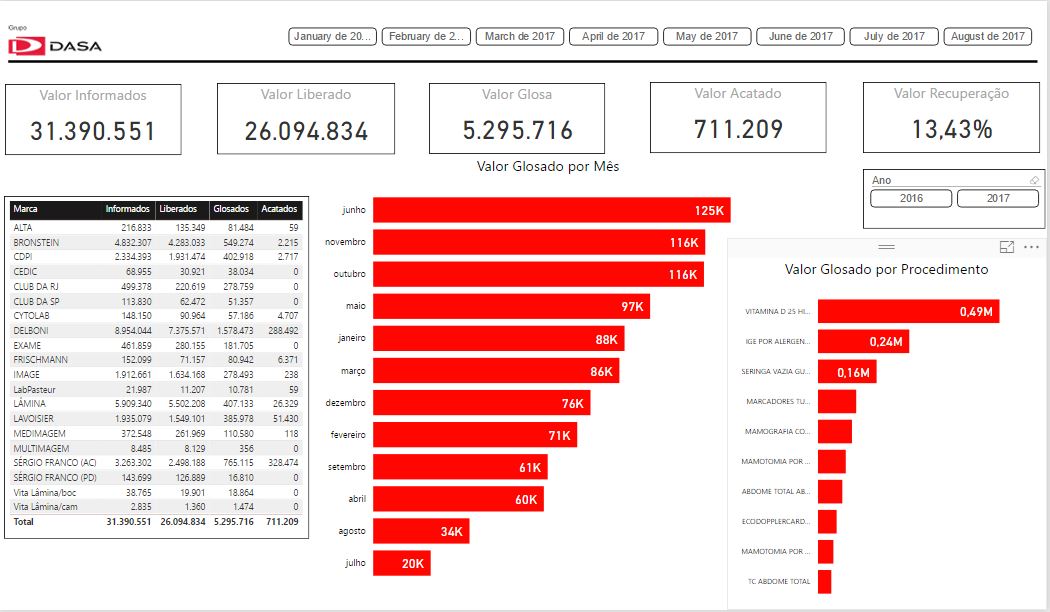 Grupo
DASA
January de 20... February de 2... March de 2017 April de 2017 May de 2017 June de 2017 July de 2017 August de 2017
Valor Informados Valor Liberado Valor Glosa Valor Acatado Valor Recuperação
31.390.551 26.094.834 5.295.716 711.209 13,43%
Ano
2016 2017
Marca Informados Liberados Glosados Acatados
ALTA 216.833 135.349 81.484 59
BRONSTEIN 4.832.307 4.283.033 549.274 2.215
CDPI 2.334.393 1.931.474 402.918 2.717
CEDIC 68.955 30.921 38.034 0
CLUB DA RJ 499.378 220.619 278.759 0
CLUB DA SP 113.830 62.472 51.357 0
CYTOLAB 148.150 90.964 57.186 4.707
DELBONI 8.954.044 7.375.571 1.578.473 288.492
EXAME 461.859 280.155 181.705 0
FRISCHMANN 152.099 71.157 80.942 6.371
IMAGE 1.912.661 1.634.168 278.493 238
LabPasteur 21.987 11.207 10.781 59
LÂMINA 5.909.340 5.502.208 407.133 26.329
LAVOISIER 1.935.079 1.549.101 385.978 51.430
MEDIMAGEM 372.548 261.969 110.580 118
MULTIMAGEM 8.485 8.129 356 0
SÉRGIO FRANCO (AC) 3.263.302 2.498.188 765.115 328.474
SÉRGIO FRANCO (PD) 143.699 126.889 16.810 0
Vita Lâmina/boc 38.765 19.901 18.864 0
Vita Lâmina/cam 2.835 1.360 1.474 0
Total 31.390.551 26.094.834 5.295.716 711.209
Valor Glosado por Mês
junho 125K
novembro 116K
outubro 116K
maio 97K
janeiro 88K
março 86K
dezembro 76K
fevereiro 71K
setembro 61K
abril 60K
agosto 34K
julho 20K
Valor Glosado por Procedimento
VITAMINA D 25 HI... 0,49M
IGE POR ALERGEN... 0,24M
SERINGA VAZIA GU... 0,16M
MARCADORES TU...
MAMOGRAFIA CO...
MAMOTOMIA POR ...
ABDOME TOTAL AB...
ECODOPPLERCARD...
MAMOTOMIA POR ...
TC ABDOME TOTAL